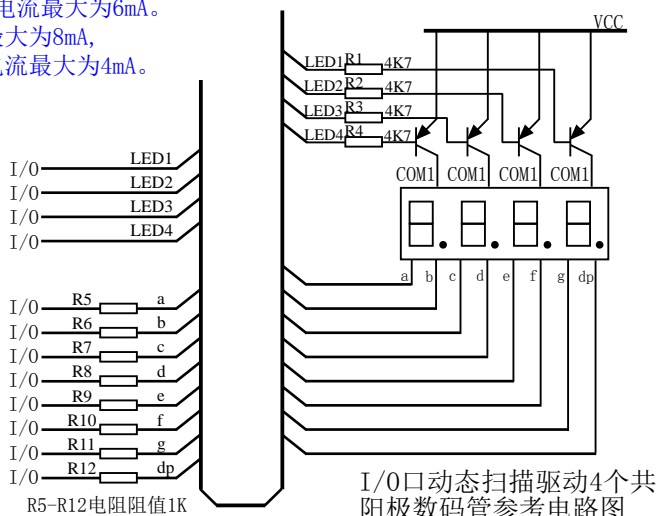 电流最大为6mA。
最大为8mA,
电流最大为4mA。
VCC
LED1 R1 4K7
LED2 R2 4K7
LED3 R3 4K7
LED4 R4 4K7
COM1 COM1 COM1 COM1
I/O LED1
I/O LED2
I/O LED3
I/O LED4
a b c d e f g dp
I/O R5 a
I/O R6 b
I/O R7 c
I/O R8 d
I/O R9 e
I/O R10 f
I/O R11 g
I/O R12 dp
R5-R12电阻阻值1K
I/O口动态扫描驱动4个共
阳极数码管参考电路图